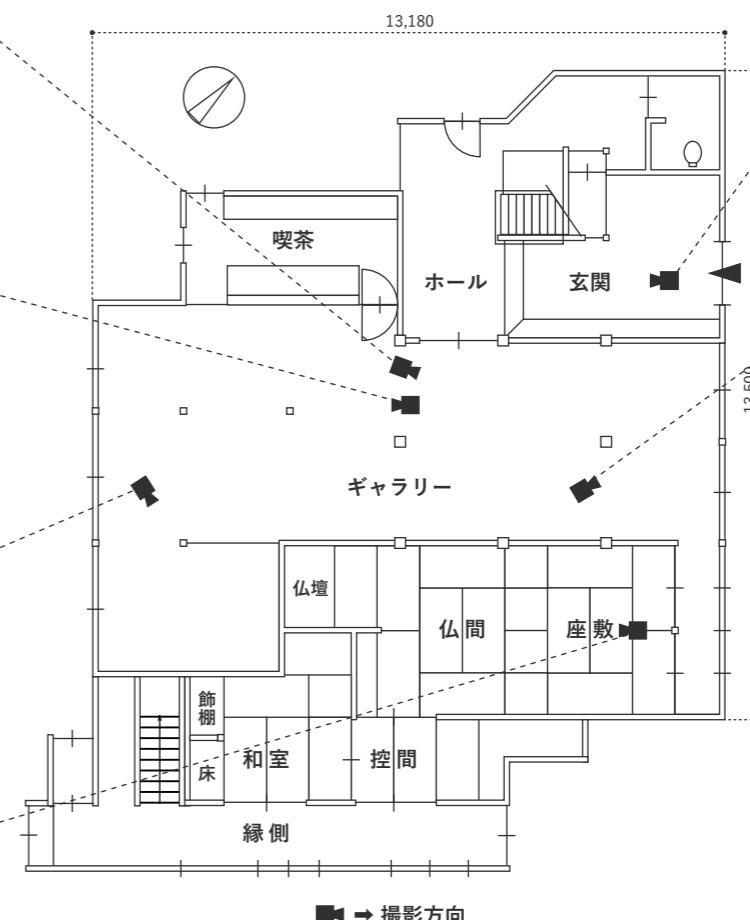 13,180
喫茶
ホール
玄関
ギャラリー
仏壇
仏間
座敷
飾棚
床
和室
控間
縁側
➡ 撮影方向